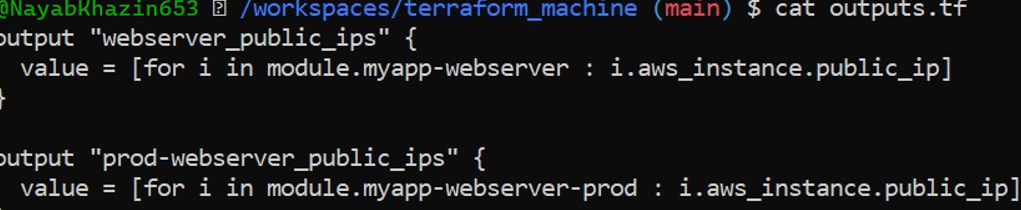 @NayabKhazin653 /workspaces/terraform_machine (main) $ cat outputs.tf
output "webserver_public_ips" {
  value = [for i in module.myapp-webserver : i.aws_instance.public_ip]
}

output "prod-webserver_public_ips" {
  value = [for i in module.myapp-webserver-prod : i.aws_instance.public_ip]